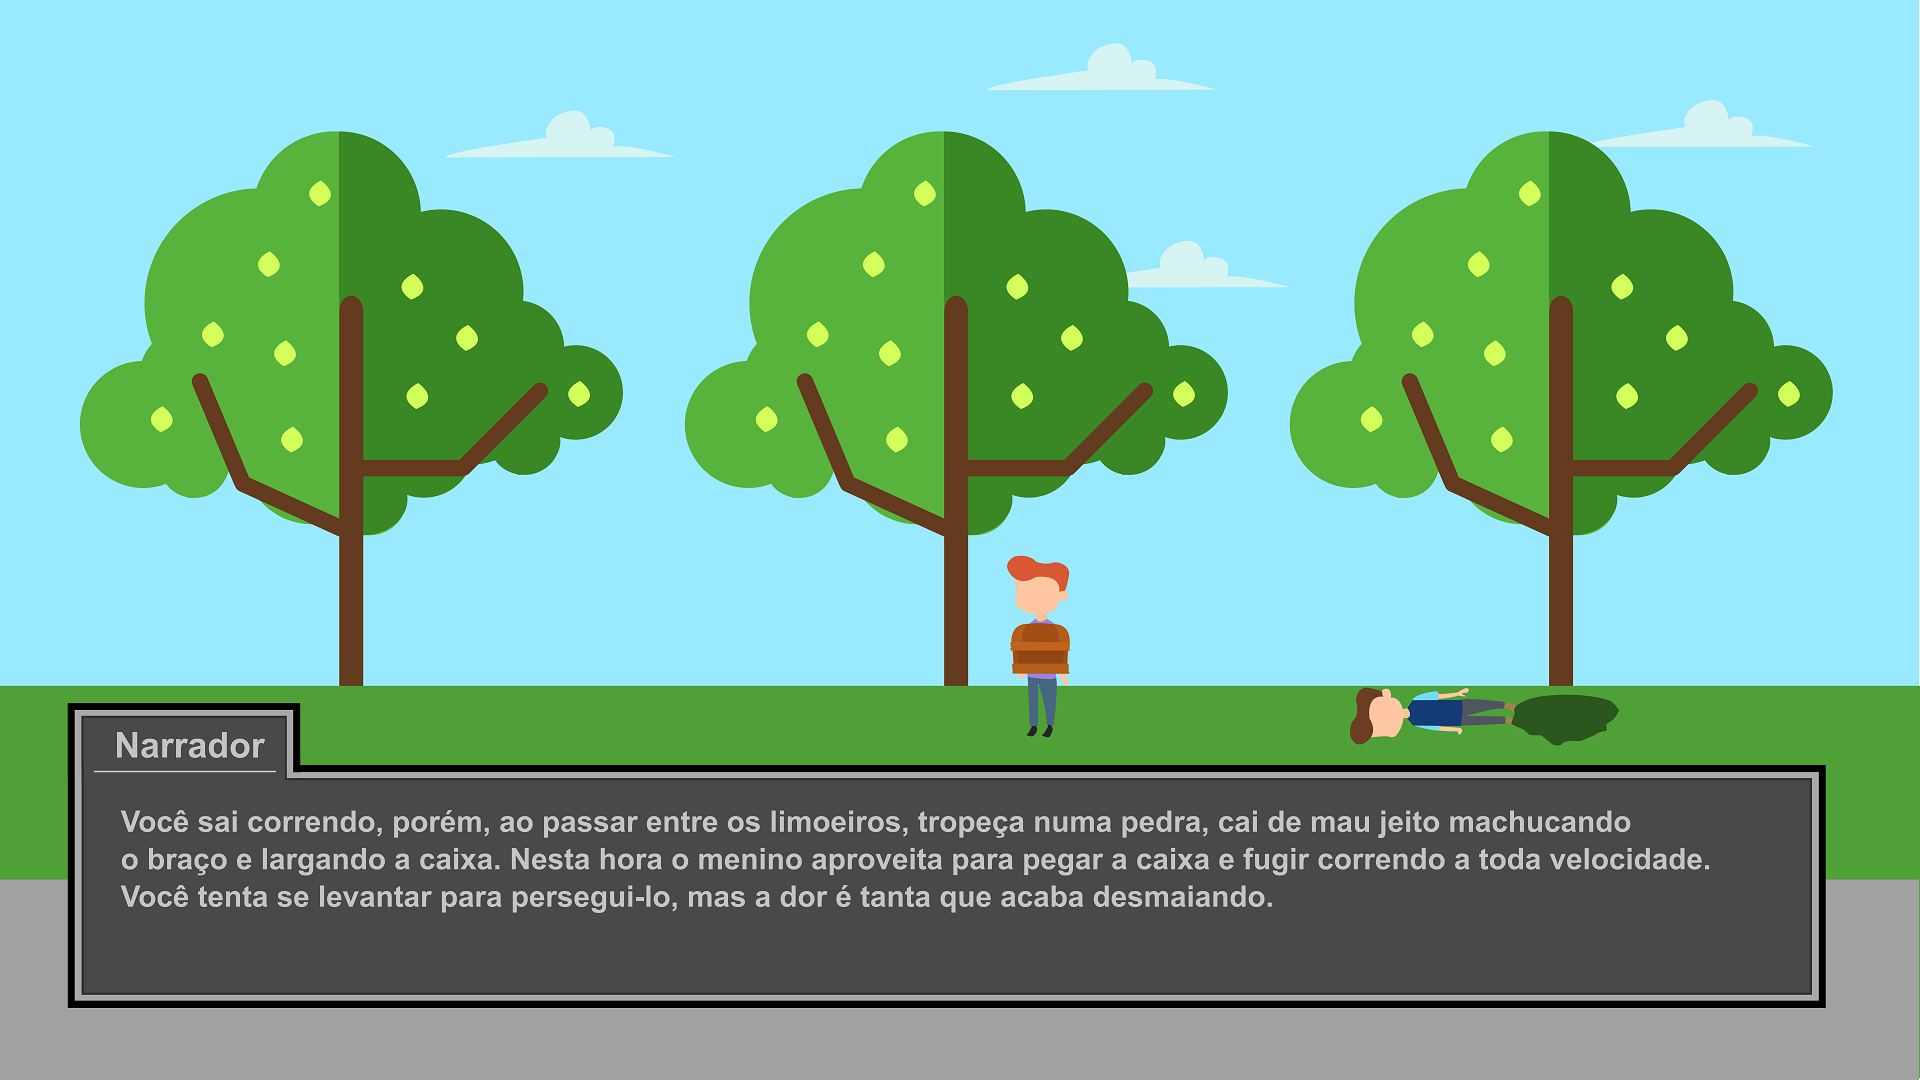 Narrador
Você sai correndo, porém, ao passar entre os limoeiros, tropeça numa pedra, cai de mau jeito machucando
o braço e largando a caixa. Nesta hora o menino aproveita para pegar a caixa e fugir correndo a toda velocidade.
Você tenta se levantar para persegui-lo, mas a dor é tanta que acaba desmaiando.